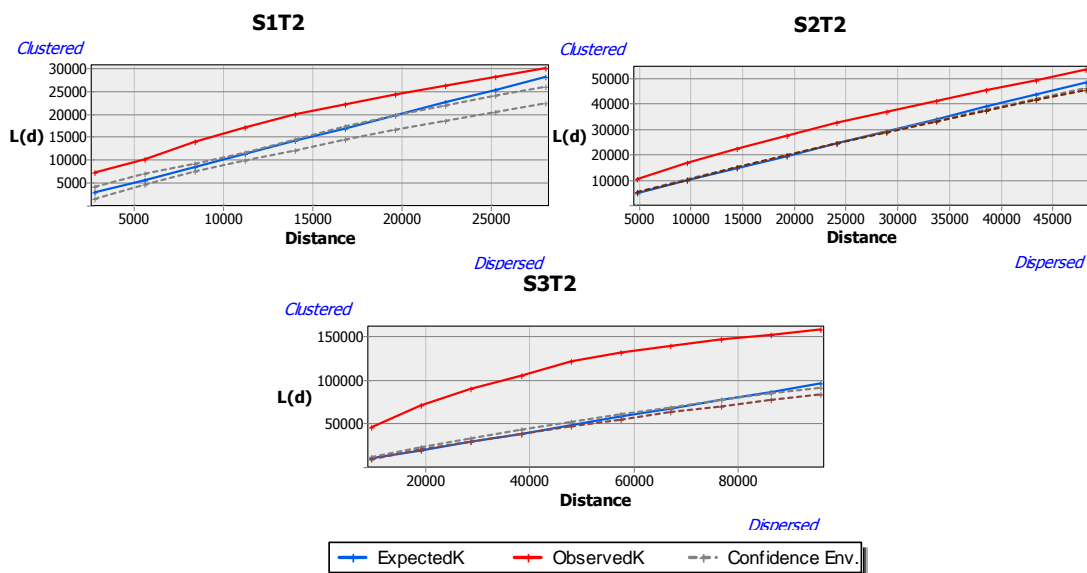 S1T2
Clustered
30000
25000
20000
15000
10000
5000
L(d)
5000 10000 15000 20000 25000
Distance
Dispersed
S2T2
Clustered
50000
40000
30000
20000
10000
L(d)
5000 10000 15000 20000 25000 30000 35000 40000 45000
Distance
Dispersed
S3T2
Clustered
150000
100000
50000
L(d)
20000 40000 60000 80000
Distance
Dispersed
ExpectedK ObservedK Confidence Env.